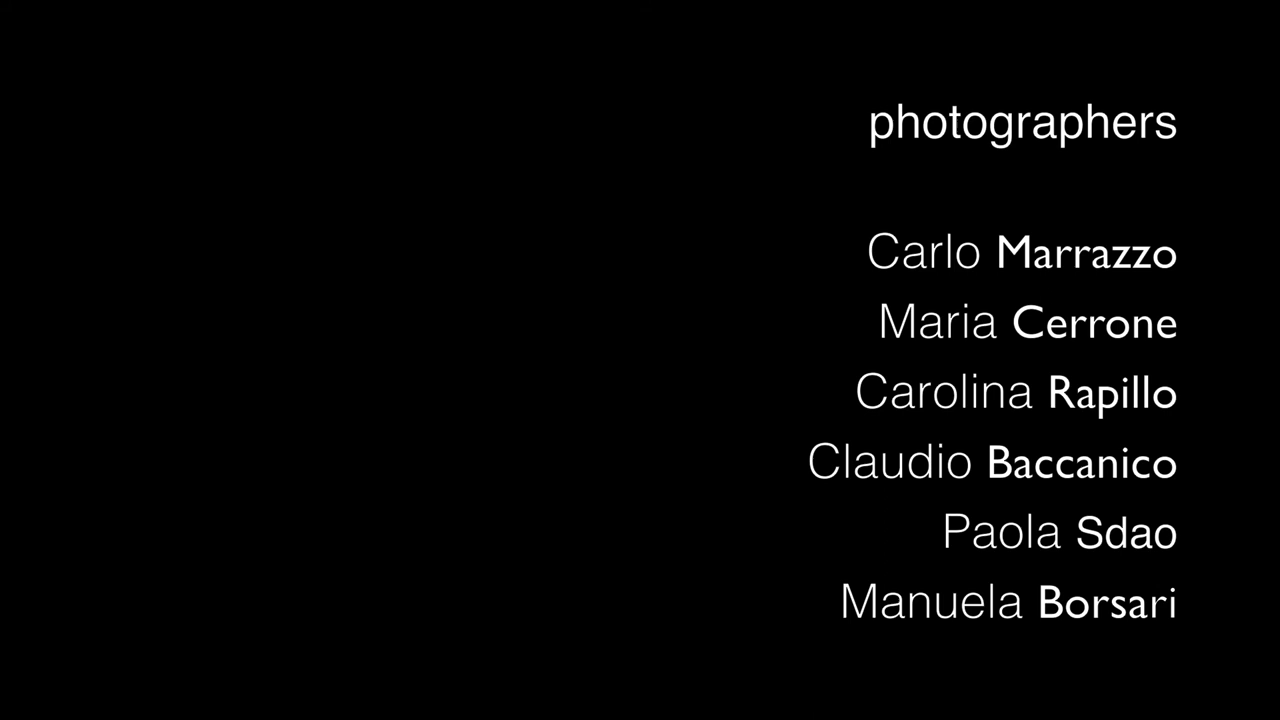 photographers
Carlo Marrazzo
Maria Cerrone
Carolina Rapillo
Claudio Baccanico
Paola Sdao
Manuela Borsari